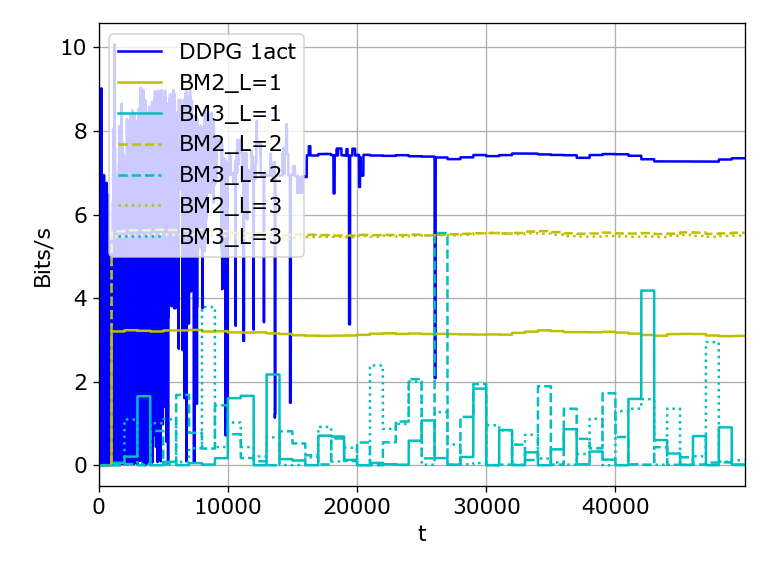 10
8
6
4
2
0
Bits/s
DDPG 1act
BM2_L=1
BM3_L=1
BM2_L=2
BM3_L=2
BM2_L=3
BM3_L=3
0 10000 20000 30000 40000
t